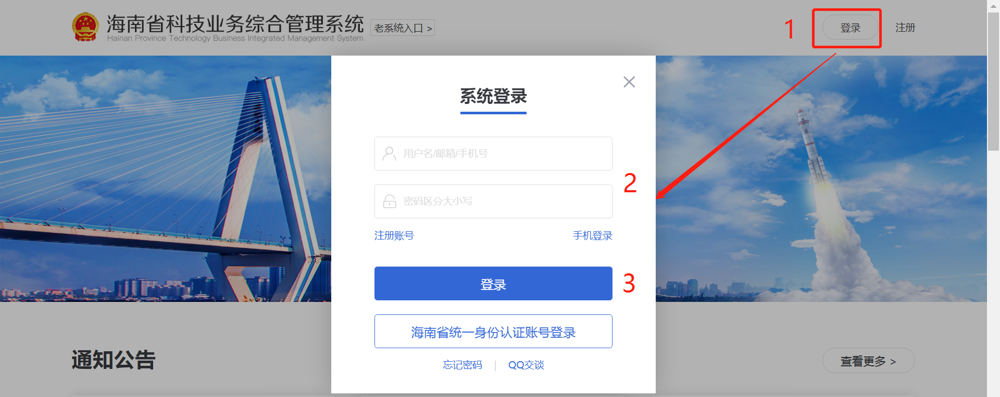 海南省科技业务综合管理系统
Hainan Province Technology Business Integrated Management System
老系统入口 >
1
登录
注册
系统登录
用户名/邮箱/手机号
2
密码区分大小写
注册账号
手机登录
登录
3
海南省统一身份认证账号登录
忘记密码 | QQ交谈
通知公告
查看更多 >